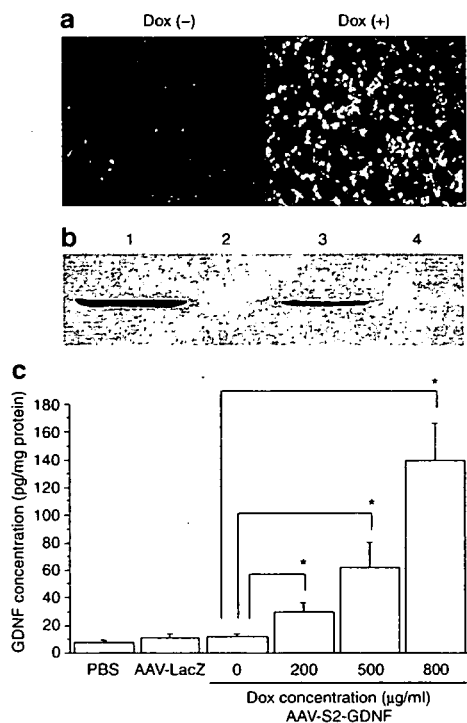 a
Dox (−)
Dox (+)
b
1
2
3
4
c
GDNF concentration (pg/mg protein)
180
160
140
120
100
80
60
40
20
0
*
*
*
PBS
AAV-LacZ
0
200
500
800
Dox concentration (μg/ml)
AAV-S2-GDNF